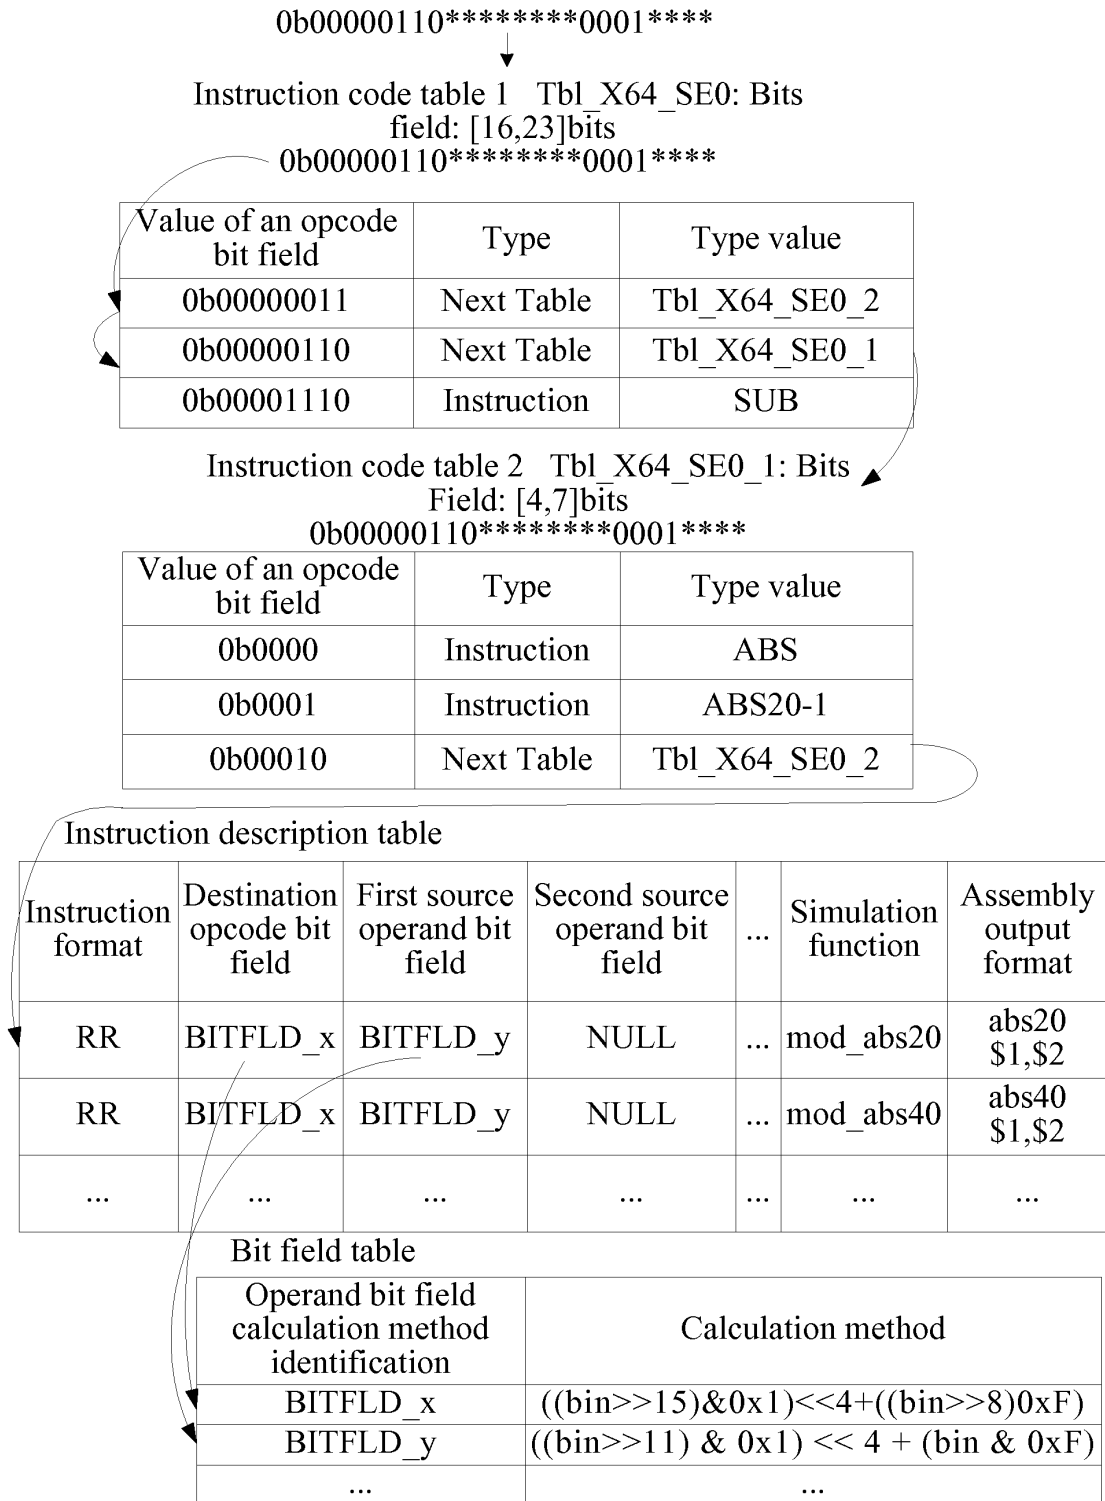 0b00000110********0001****
Instruction code table 1 Tbl_X64_SE0: Bits
field: [16,23]bits
0b00000110********0001****
Value of an opcode
bit field
Type
Type value
0b00000011
Next Table
Tbl_X64_SE0_2
0b00000110
Next Table
Tbl_X64_SE0_1
0b00001110
Instruction
SUB
Instruction code table 2 Tbl_X64_SE0_1: Bits
Field: [4,7]bits
0b00000110********0001****
Value of an opcode
bit field
Type
Type value
0b0000
Instruction
ABS
0b0001
Instruction
ABS20-1
0b00010
Next Table
Tbl_X64_SE0_2
Instruction description table
Instruction
format
Destination
opcode bit
field
First source
operand bit
field
Second source
operand bit
field
...
Simulation
function
Assembly
output
format
RR
BITFLD_x
BITFLD_y
NULL
...
mod_abs20
abs20
$1,$2
RR
BITFLD_x
BITFLD_y
NULL
...
mod_abs40
abs40
$1,$2
...
...
...
...
...
...
...
Bit field table
Operand bit field
calculation method
identification
Calculation method
BITFLD_x
((bin>>15)&0x1)<<4+((bin>>8)0xF)
BITFLD_y
((bin>>11) & 0x1) << 4 + (bin & 0xF)
...
...